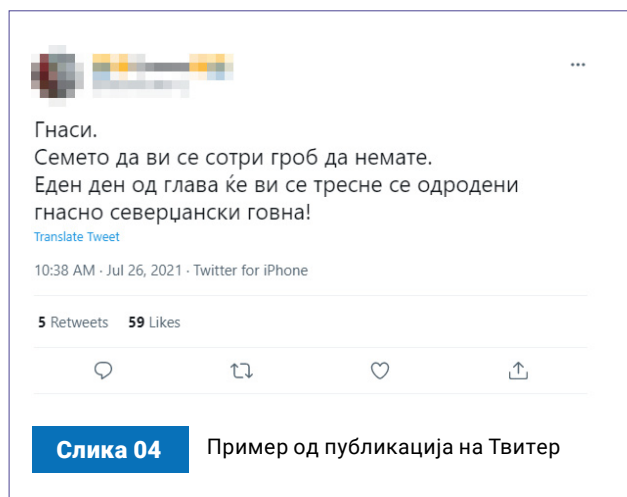 Гнаси.
Семето да ви се сотри гроб да немате.
Еден ден од глава ќе ви се тресне се одродени
гнасно северџански говна!
Translate Tweet
10:38 AM · Jul 26, 2021 · Twitter for iPhone
5 Retweets 59 Likes
Слика 04 Пример од публикација на Твитер